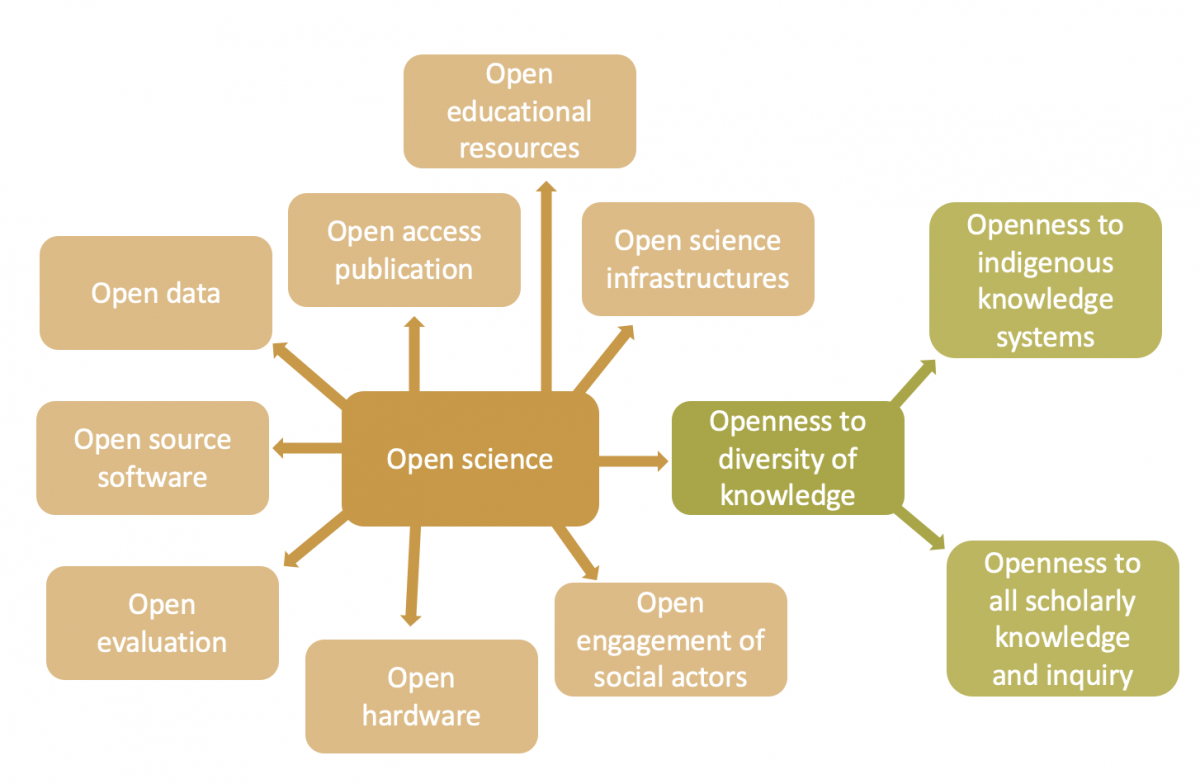 Open
educational
resources
Open access
publication
Open science
infrastructures
Openness to
indigenous
knowledge
systems
Open data
Open source
software
Open science
Openness to
diversity of
knowledge
Open
evaluation
Open
hardware
Open
engagement of
social actors
Openness to
all scholarly
knowledge
and inquiry